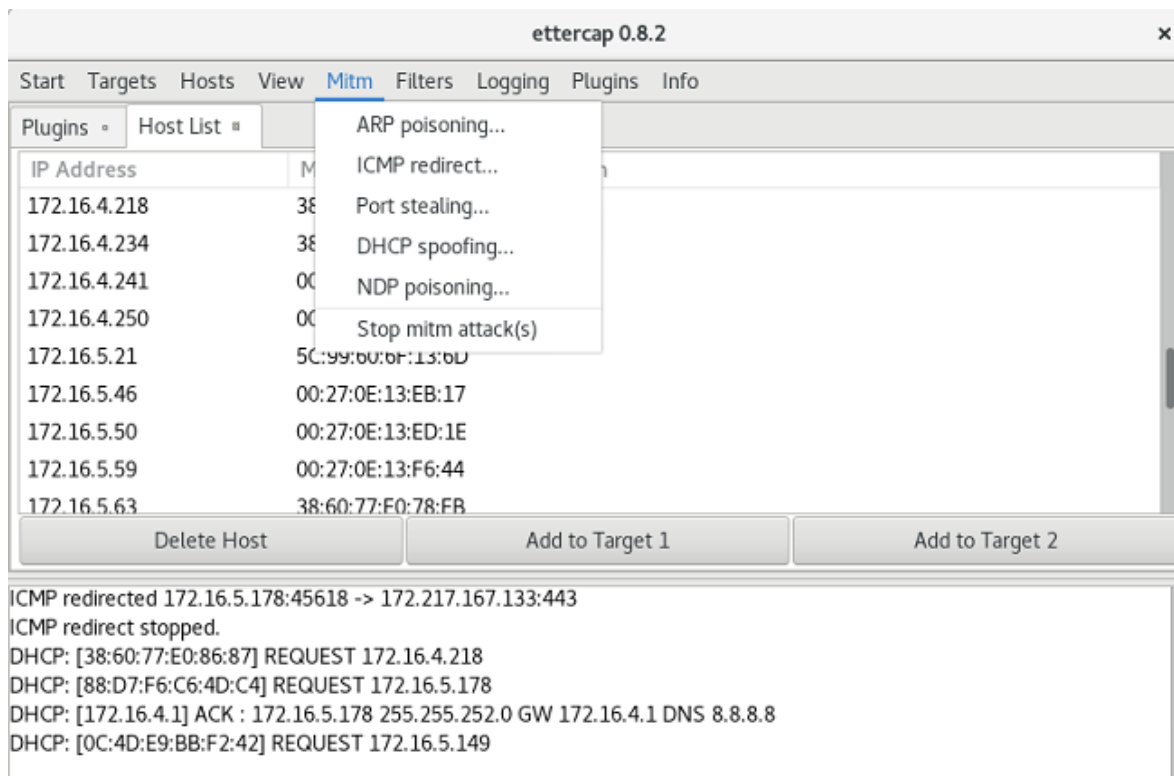 ettercap 0.8.2 ×
Start Targets Hosts View Mitm Filters Logging Plugins Info
Plugins Host List
ARP poisoning...
IP Address M
ICMP redirect...
172.16.4.218 38
Port stealing...
172.16.4.234 38
DHCP spoofing...
172.16.4.241 00
NDP poisoning...
172.16.4.250 00
Stop mitm attack(s)
172.16.5.21 5C:99:60:6F:13:6D
172.16.5.46 00:27:0E:13:EB:17
172.16.5.50 00:27:0E:13:ED:1E
172.16.5.59 00:27:0E:13:F6:44
172.16.5.63 38:60:77:E0:78:EB
Delete Host Add to Target 1 Add to Target 2
ICMP redirected 172.16.5.178:45618 -> 172.217.167.133:443
ICMP redirect stopped.
DHCP: [38:60:77:E0:86:87] REQUEST 172.16.4.218
DHCP: [88:D7:F6:C6:4D:C4] REQUEST 172.16.5.178
DHCP: [172.16.4.1] ACK : 172.16.5.178 255.255.252.0 GW 172.16.4.1 DNS 8.8.8.8
DHCP: [0C:4D:E9:BB:F2:42] REQUEST 172.16.5.149